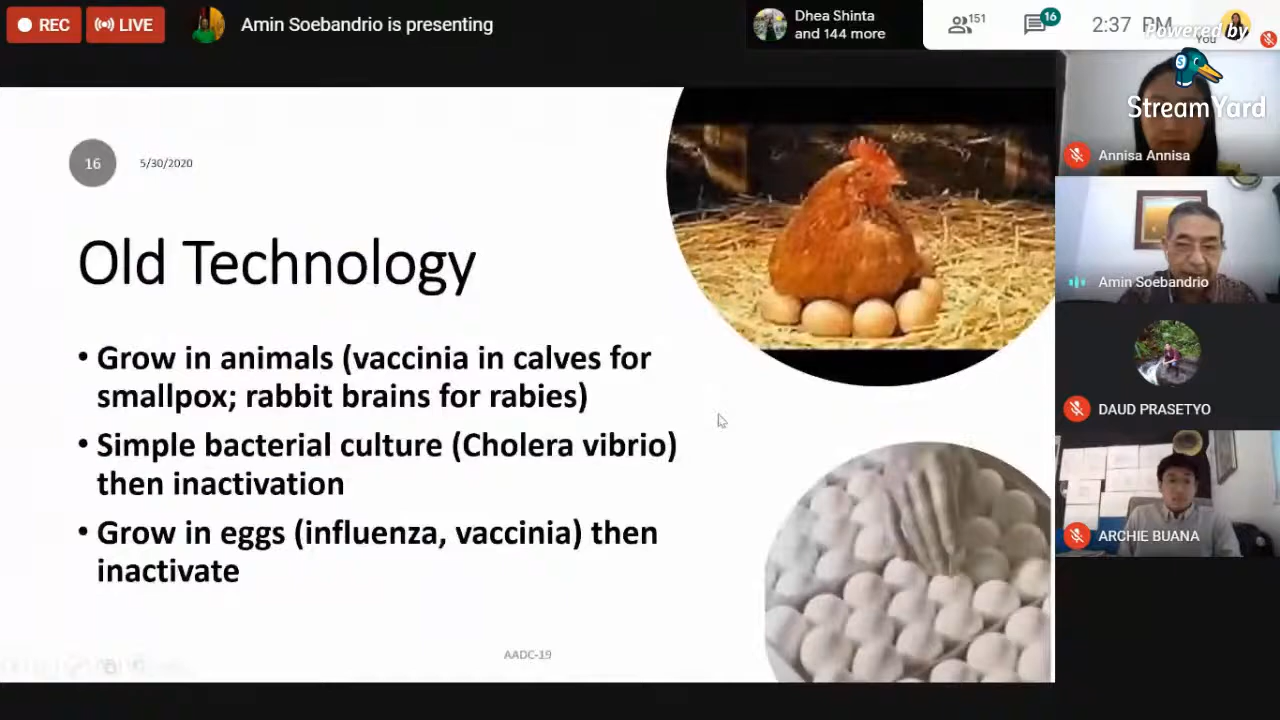 REC
LIVE
Amin Soebandrio is presenting
Dhea Shinta
and 144 more
151
16
2:37 PM
You
Powered by
StreamYard
Annisa Annisa
16
5/30/2020
Old Technology
• Grow in animals (vaccinia in calves for
smallpox; rabbit brains for rabies)
• Simple bacterial culture (Cholera vibrio)
then inactivation
• Grow in eggs (influenza, vaccinia) then
inactivate
AADC-19
Amin Soebandrio
DAUD PRASETYO
ARCHIE BUANA